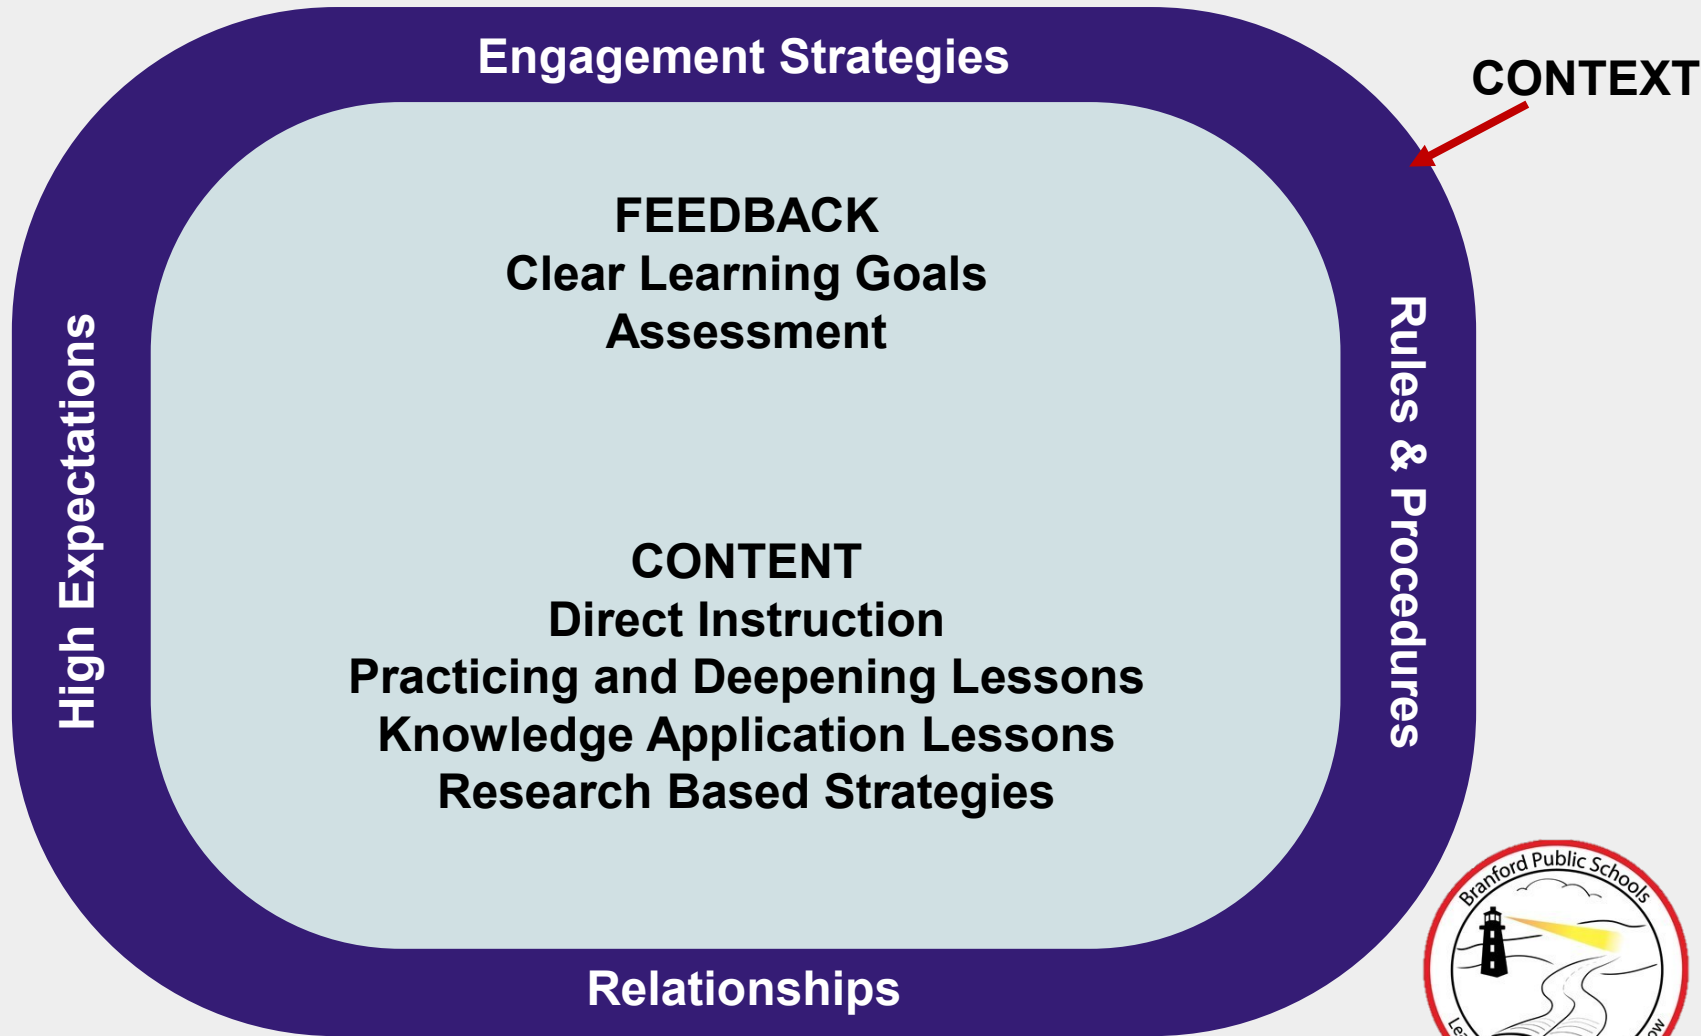 Engagement Strategies
CONTEXT
FEEDBACK
Clear Learning Goals
Assessment
High Expectations
Rules & Procedures
CONTENT
Direct Instruction
Practicing and Deepening Lessons
Knowledge Application Lessons
Research Based Strategies
Relationships
Branford Public Schools